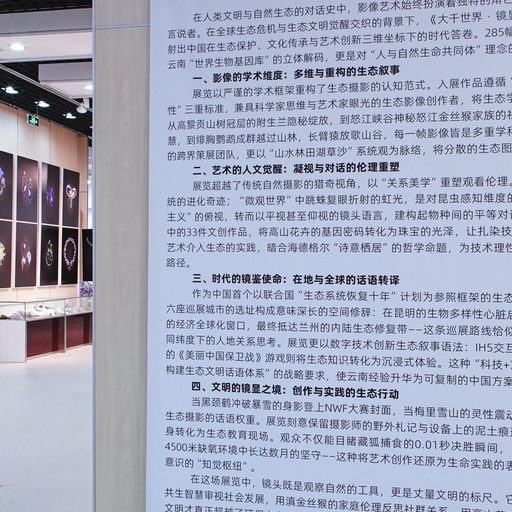 在人类文明与自然生态的对话史中，影像艺术始终扮演着独特的角色
言说者。在全球生态危机与生态文明觉醒交织的背景下，《大千世界·镜
射出中国在生态保护、文化传承与艺术创新三维坐标下的时代答卷。285幅
云南“世界生物基因库”的立体解码，更是对“人与自然生命共同体”理念的
一、影像的学术维度：多维与重构的生态叙事
展览以严谨的学术框架重构了生态摄影的认知范式。入展作品遵循“
性”三重标准，兼具科学家思维与艺术家眼光的生态影像创作者，将生态学
从高黎贡山树冠层的附生兰隐秘绽放，到怒江峡谷神秘怒江金丝猴家族的社
慧，到绯胸鹦鹉成群越过山林，长臂猿放歌山谷，每一帧影像皆是多重学科
的跨界策展团队，更以“山水林田湖草沙”系统观为脉络，将分散的生态图
二、艺术的人文觉醒：凝视与对话的伦理重塑
展览超越了传统自然摄影的猎奇视角，以“关系美学”重塑观看伦理。
统的进化奇迹；“微观世界”中跳蛛复眼折射的虹光，是对昆虫感知维度的
主义”的俯视，转而以平视甚至仰视的镜头语言，建构起物种间的平等对话
中的33件文创作品，将高山花卉的基因密码转化为珠宝的光泽，让扎染技
艺术介入生态的实践，暗合海德格尔“诗意栖居”的哲学命题，为技术理性
路径。
三、时代的镜鉴使命：在地与全球的话语转译
作为中国首个以联合国“生态系统恢复十年”计划为参照框架的生态
六座巡展城市的选址构成意味深长的空间修辞：在昆明的生物多样性心脏启
的经济全球化窗口，最终抵达兰州的内陆生态修复带——这条巡展路线恰似
同纬度下的人地关系思考。展览更以数字技术创新生态叙事语法：IH5交互
的《美丽中国保卫战》游戏则将生态知识转化为沉浸式体验。这种“科技+
构建生态文明话语体系”的战略要求，使云南经验升华为可复制的中国方案
四、文明的镜显之境：创作与实践的生态行动
当黑颈鹤冲破暴雪的身影登上NWF大赛封面，当梅里雪山的灵性震动
生态摄影的话语权重。展览刻意保留摄影师的野外札记与设备上的泥土痕迹
身转化为生态教育现场。观众不仅能目睹藏狐捕食的0.01秒决胜瞬间，
4500米缺氧环境中长达数月的坚守——这种将艺术创作还原为生命实践的表
意识的“知觉枢纽”。
在这场展览中，镜头既是观察自然的工具，更是丈量文明的标尺。它
共生智慧审视社会发展，用滇金丝猴的家庭伦理反思社群关系，用高山